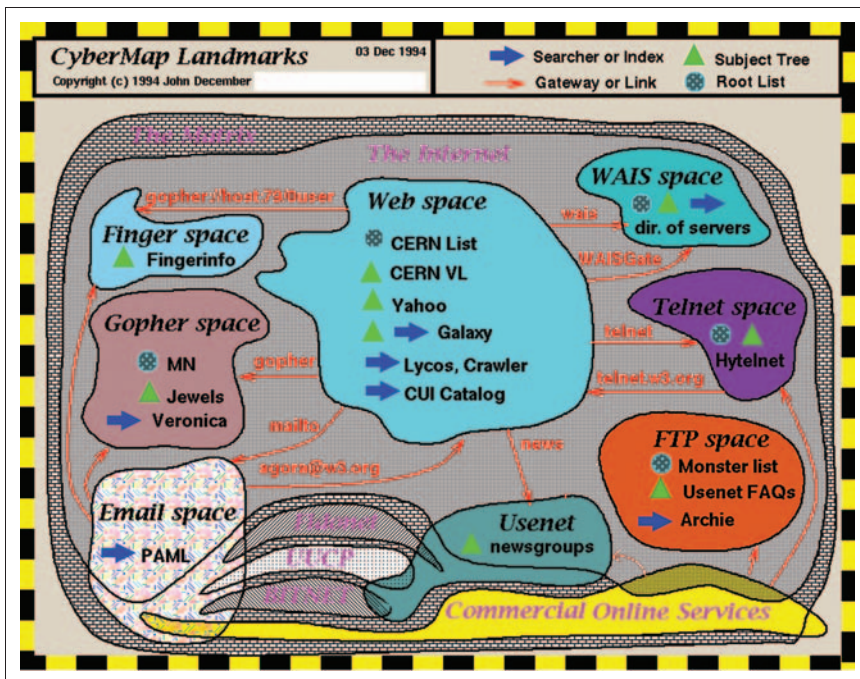 CyberMap Landmarks
03 Dec 1994
Copyright (c) 1994 John December
Searcher or Index
Subject Tree
Gateway or Link
Root List
The Matrix
The Internet
gopher://host:79/0user
Web space
CERN List
CERN VL
Yahoo
Galaxy
Lycos, Crawler
CUI Catalog
WAIS space
dir. of servers
wais
WAISGate
Finger space
Fingerinfo
Gopher space
MN
Jewels
Veronica
gopher
Telnet space
Hytelnet
telnet
telnet.w3.org
mailto
agora@w3.org
news
FTP space
Monster list
Usenet FAQs
Archie
Email space
PAML
Fidonet
UUCP
BITNET
Usenet
newsgroups
Commercial Online Services